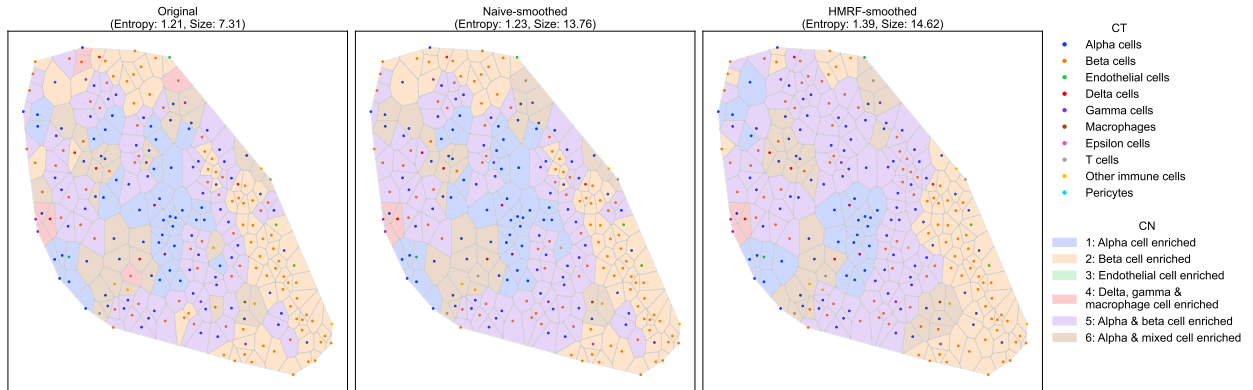 Original
(Entropy: 1.21, Size: 7.31)
Naive-smoothed
(Entropy: 1.23, Size: 13.76)
HMRF-smoothed
(Entropy: 1.39, Size: 14.62)
CT
Alpha cells
Beta cells
Endothelial cells
Delta cells
Gamma cells
Macrophages
Epsilon cells
T cells
Other immune cells
Pericytes
CN
1: Alpha cell enriched
2: Beta cell enriched
3: Endothelial cell enriched
4: Delta, gamma &
macrophage cell enriched
5: Alpha & beta cell enriched
6: Alpha & mixed cell enriched